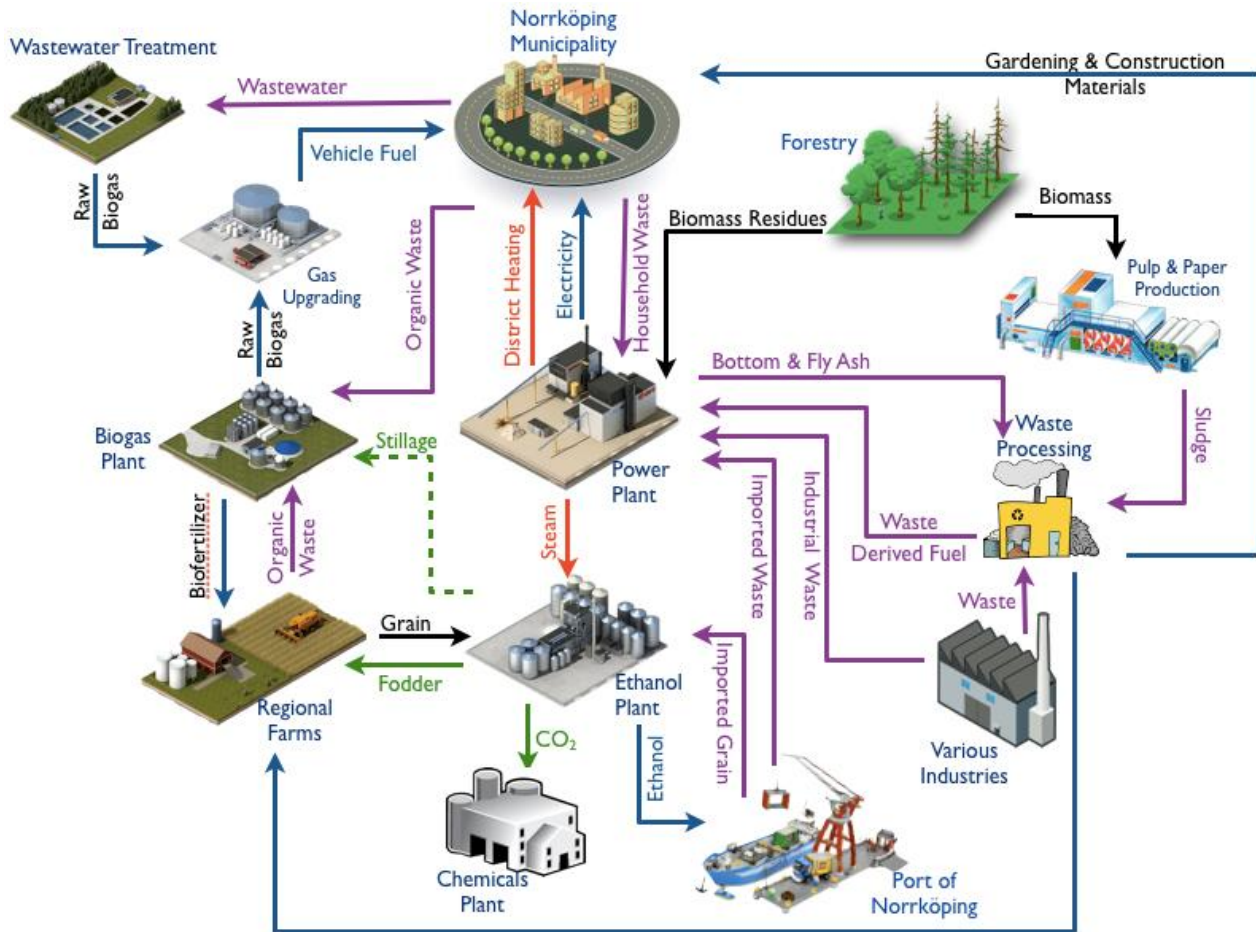 Norrköping
Municipality
Wastewater Treatment
Gardening & Construction
Materials
Wastewater
Vehicle Fuel
Forestry
Raw
Biogas
Biomass Residues
Biomass
Gas
Upgrading
Organic Waste
District Heating
Electricity
Household Waste
Pulp & Paper
Production
Raw
Biogas
Bottom & Fly Ash
Sludge
Biogas
Plant
Stillage
Power
Plant
Waste
Processing
Biofertilizer
Organic
Waste
Steam
Imported Waste
Industrial Waste
Waste
Derived Fuel
Waste
Grain
Fodder
Ethanol
Plant
Imported Grain
Regional
Farms
CO₂
Ethanol
Various
Industries
Chemicals
Plant
Port of
Norrköping